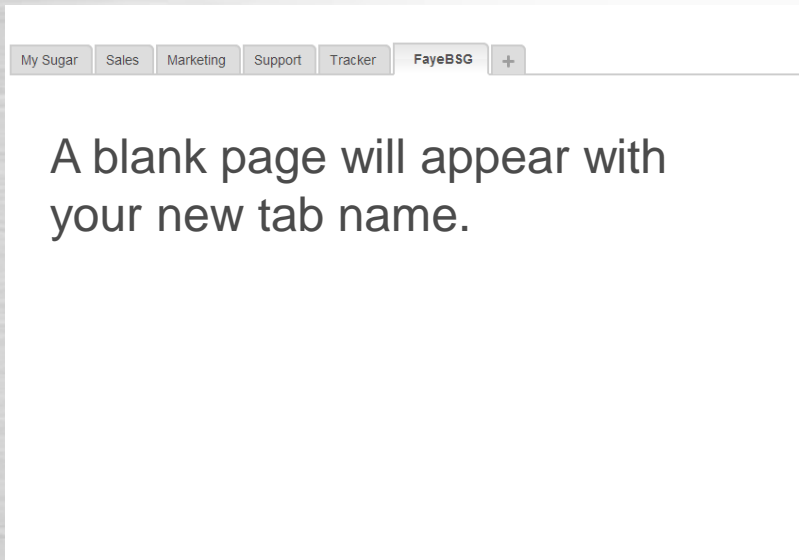 My Sugar Sales Marketing Support Tracker FayeBSG +
A blank page will appear with
your new tab name.